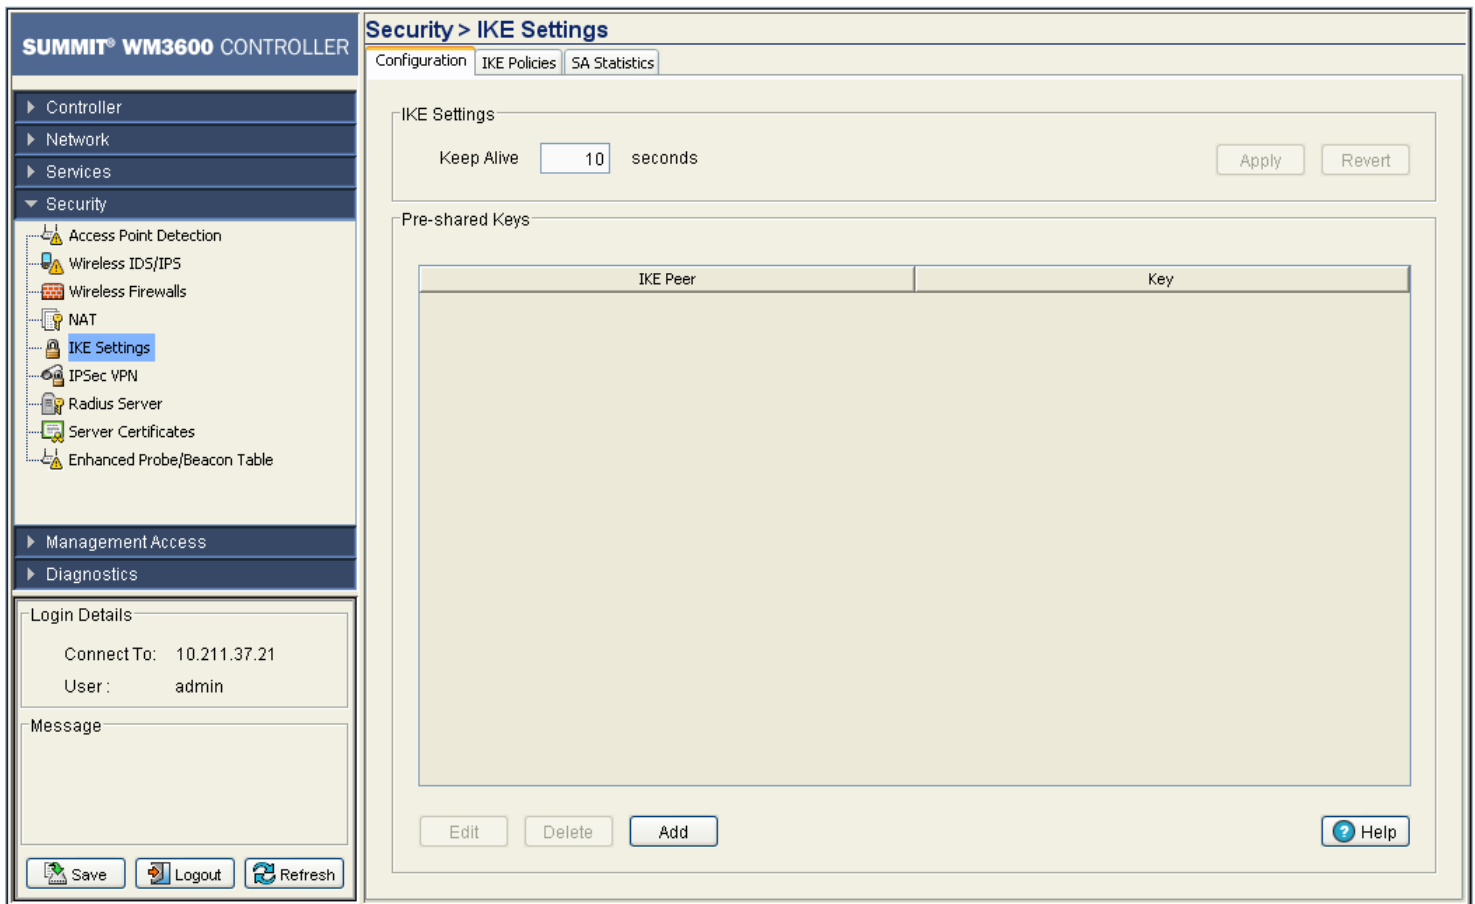 SUMMIT® WM3600 CONTROLLER
Controller
Network
Services
Security
Access Point Detection
Wireless IDS/IPS
Wireless Firewalls
NAT
IKE Settings
IPSec VPN
Radius Server
Server Certificates
Enhanced Probe/Beacon Table
Management Access
Diagnostics
Login Details
Connect To: 10.211.37.21
User : admin
Message
Save Logout Refresh
Security > IKE Settings
Configuration IKE Policies SA Statistics
IKE Settings
Keep Alive 10 seconds Apply Revert
Pre-shared Keys
IKE Peer Key
Edit Delete Add Help